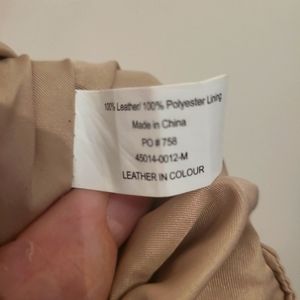 100% Leather/ 100% Polyester Lining
Made in China
PO # 758
45014-0012-M
LEATHER IN COLOUR